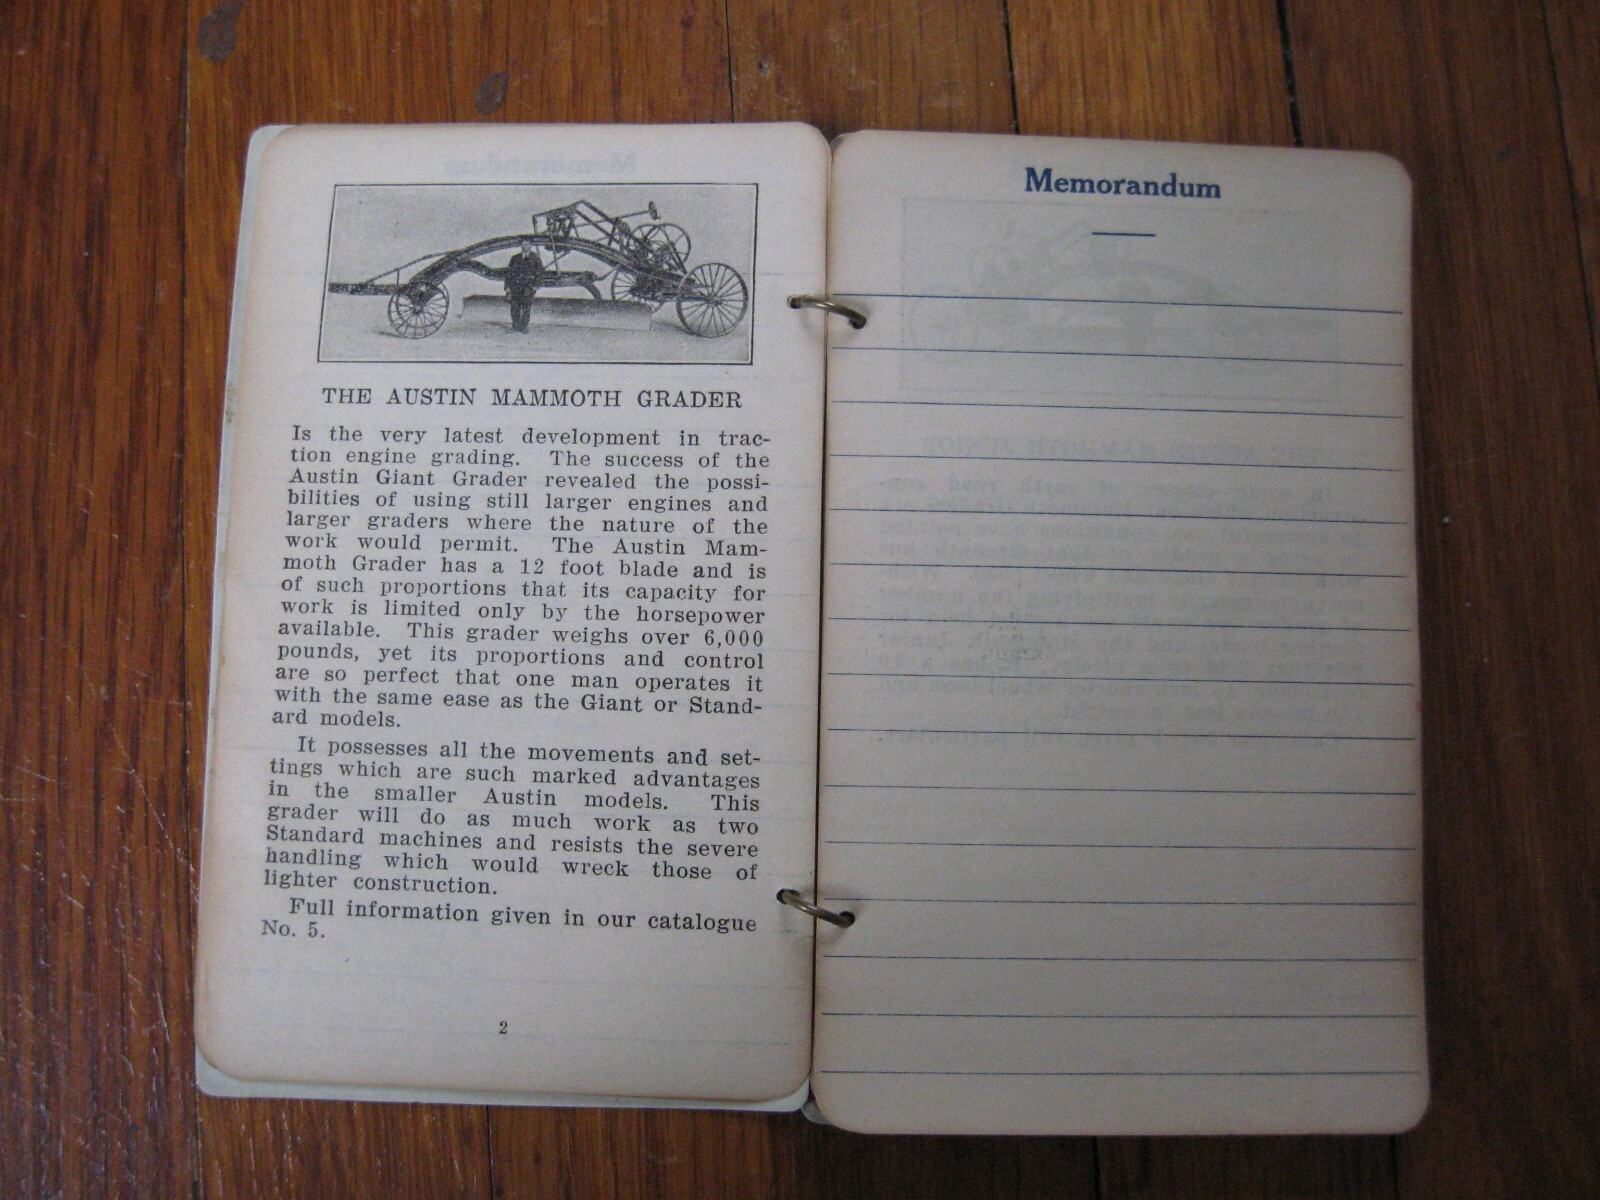 THE AUSTIN MAMMOTH GRADER
Is the very latest development in trac-
tion engine grading. The success of the
Austin Giant Grader revealed the possi-
bilities of using still larger engines and
larger graders where the nature of the
work would permit. The Austin Mam-
moth Grader has a 12 foot blade and is
of such proportions that its capacity for
work is limited only by the horsepower
available. This grader weighs over 6,000
pounds, yet its proportions and control
are so perfect that one man operates it
with the same ease as the Giant or Stand-
ard models.
It possesses all the movements and set-
tings which are such marked advantages
in the smaller Austin models. This
grader will do as much work as two
Standard machines and resists the severe
handling which would wreck those of
lighter construction.
Full information given in our catalogue
No. 5.
2
Memorandum